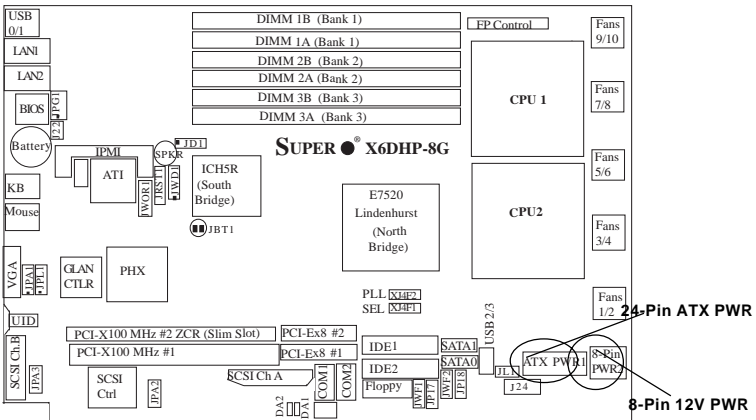 USB
0/1
LAN1
LAN2
BIOS
JPG1
J22
Battery
KB
Mouse
VGA
JPA1
JPL1
UID
SCSI Ch.B
JPA3
IPMI
ATI
SPKR
JD1
JWOR1
JRST1
JWD1
ICH5R
(South
Bridge)
JBT1
GLAN
CTLR
PHX
DIMM 1B (Bank 1)
DIMM 1A (Bank 1)
DIMM 2B (Bank 2)
DIMM 2A (Bank 2)
DIMM 3B (Bank 3)
DIMM 3A (Bank 3)
SUPER ® X6DHP-8G
FP Control
CPU 1
CPU2
E7520
Lindenhurst
(North
Bridge)
Fans
9/10
Fans
7/8
Fans
5/6
Fans
3/4
Fans
1/2
PLL XJ4F2
SEL XJ4F1
PCI-X100 MHz #2 ZCR (Slim Slot)
PCI-X100 MHz #1
PCI-Ex8 #2
PCI-Ex8 #1
SCSI
Ctrl
JPA2
SCSI Ch A
DA2
DA1
COM1
COM2
IDE1
IDE2
Floppy
JWF1
JP17
SATA1
SATA0
JWF2
JP18
USB 2/3
ATX PWR1
J24
8-Pin
PWR2
24-Pin ATX PWR
8-Pin 12V PWR